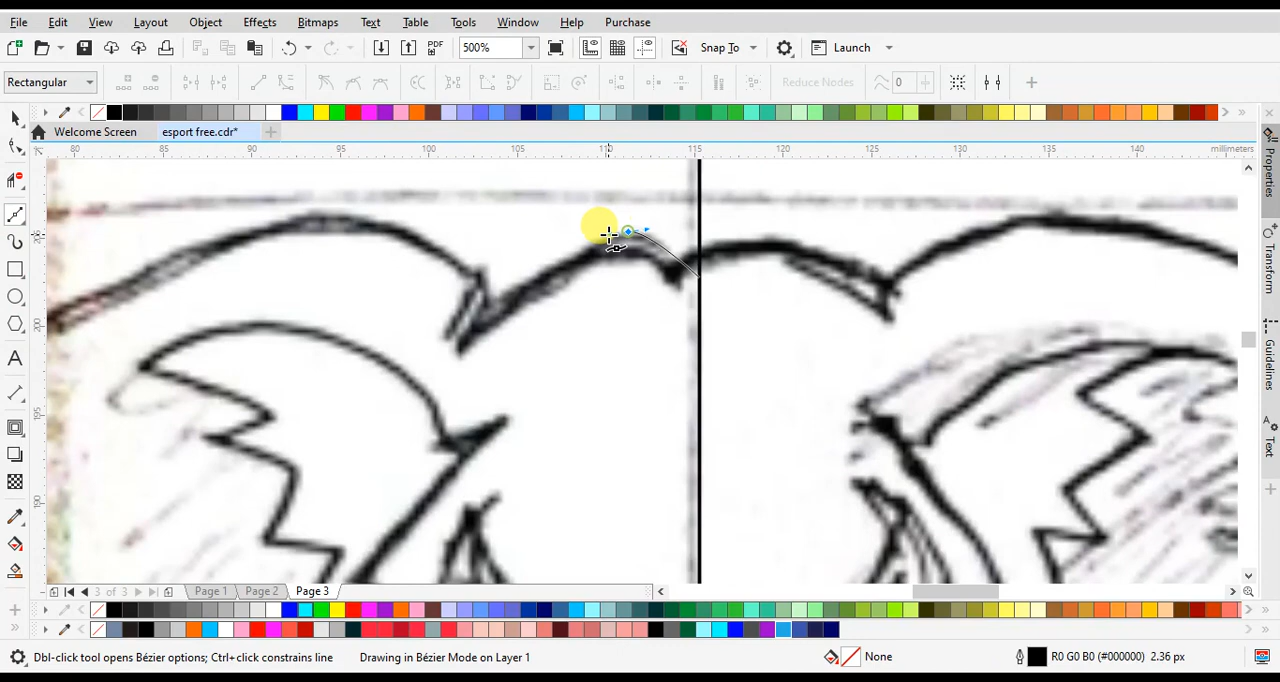 File Edit View Layout Object Effects Bitmaps Text Table Tools Window Help Purchase
PDF 500% Snap To Launch
Rectangular Reduce Nodes 0
Welcome Screen esport free.cdr*
80 85 90 95 100 105 110 115 120 125 130 135 140 millimeters
Properties
Transform
Guidelines
Text
200
195
190
3 of 3 Page 1 Page 2 Page 3
Dbl-click tool opens Bézier options; Ctrl+click constrains line Drawing in Bézier Mode on Layer 1 None R0 G0 B0 (#000000) 2.36 px